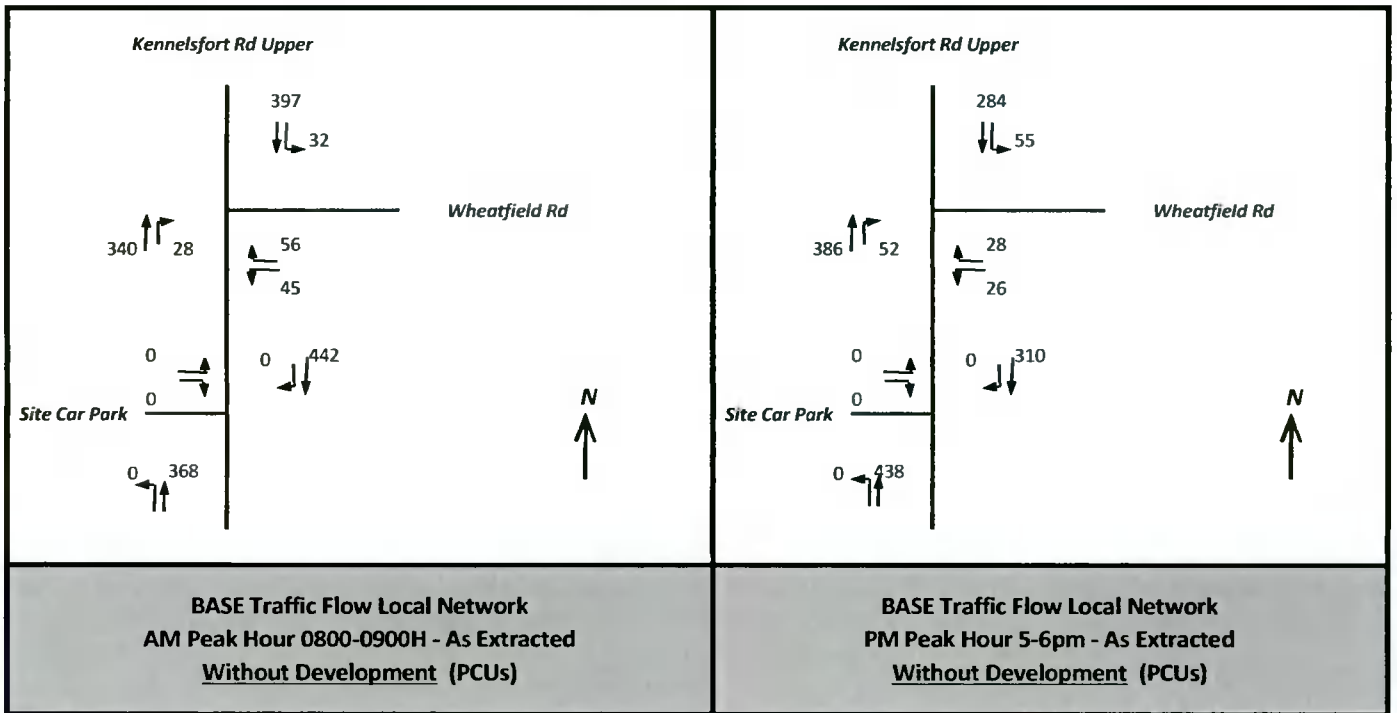 Kennelsfort Rd Upper
397
32
Wheatfield Rd
340 28
56
45
0
0
0 442
Site Car Park
N
0 368
BASE Traffic Flow Local Network
AM Peak Hour 0800-0900H - As Extracted
Without Development (PCUs)
Kennelsfort Rd Upper
284
55
Wheatfield Rd
386 52
28
26
0
0
0 310
Site Car Park
N
0 438
BASE Traffic Flow Local Network
PM Peak Hour 5-6pm - As Extracted
Without Development (PCUs)